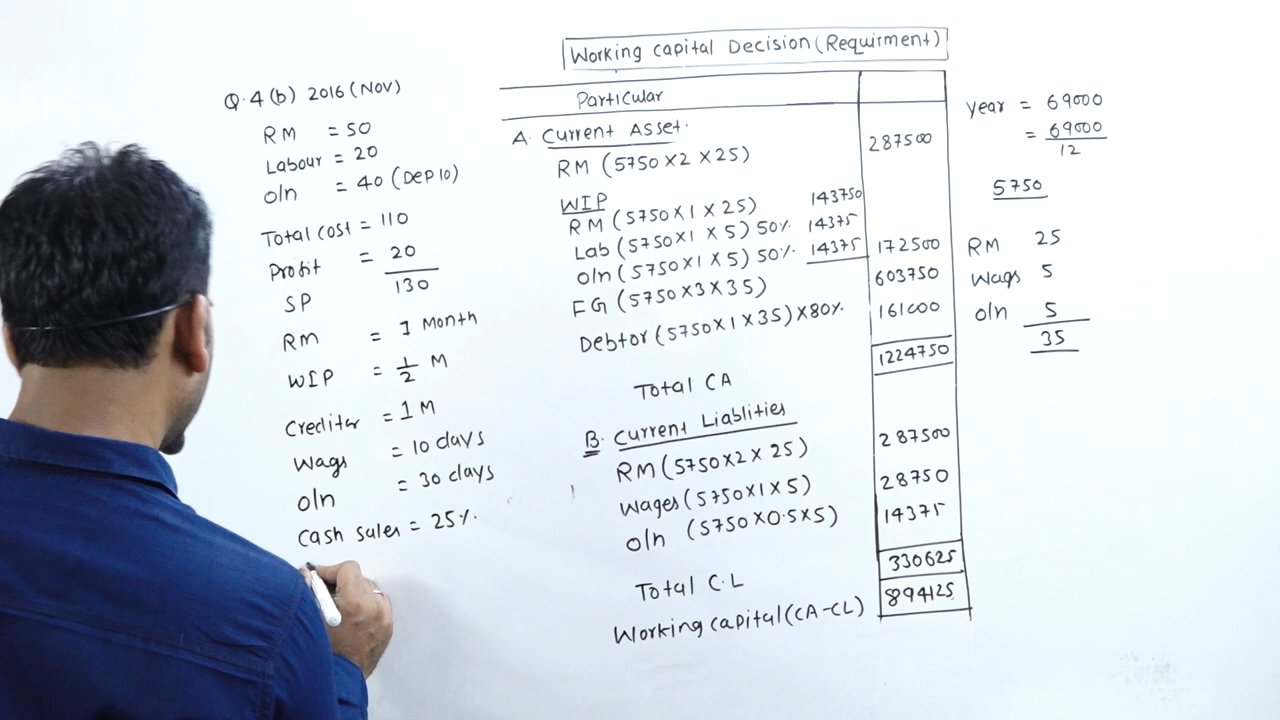 Working Capital Decision (Requirment)
Q.4 (b) 2016 (Nov)
RM = 50
Labour = 20
O/n = 40 (Dep 10)
Total cost = 110
Profit = 20
SP 130
RM = 1 Month
WIP = 1/2 M
Crediter = 1 M
Wags = 10 days
O/n = 30 days
Cash sales = 25%.
Particular
A. Current Asset.
RM (5750 X 2 X 25) 287500
WIP
RM (5750 X 1 X 25) 143750
Lab (5750 X 1 X 5) 50% 14375
O/n (5750 X 1 X 5) 50% 14375 172500
FG (5750 X 3 X 35) 603750
Debtor (5750 X 1 X 35) X 80%. 161000
1224750
Total CA
B. Current Liablities
RM (5750 X 2 X 25) 287500
Wages (5750 X 1 X 5) 28750
O/n (5750 X 0.5 X 5) 14375
Total C.L 330625
Working capital (CA-CL) 894125
Year = 69000
= 69000
12
5750
RM 25
Wags 5
O/n 5
35